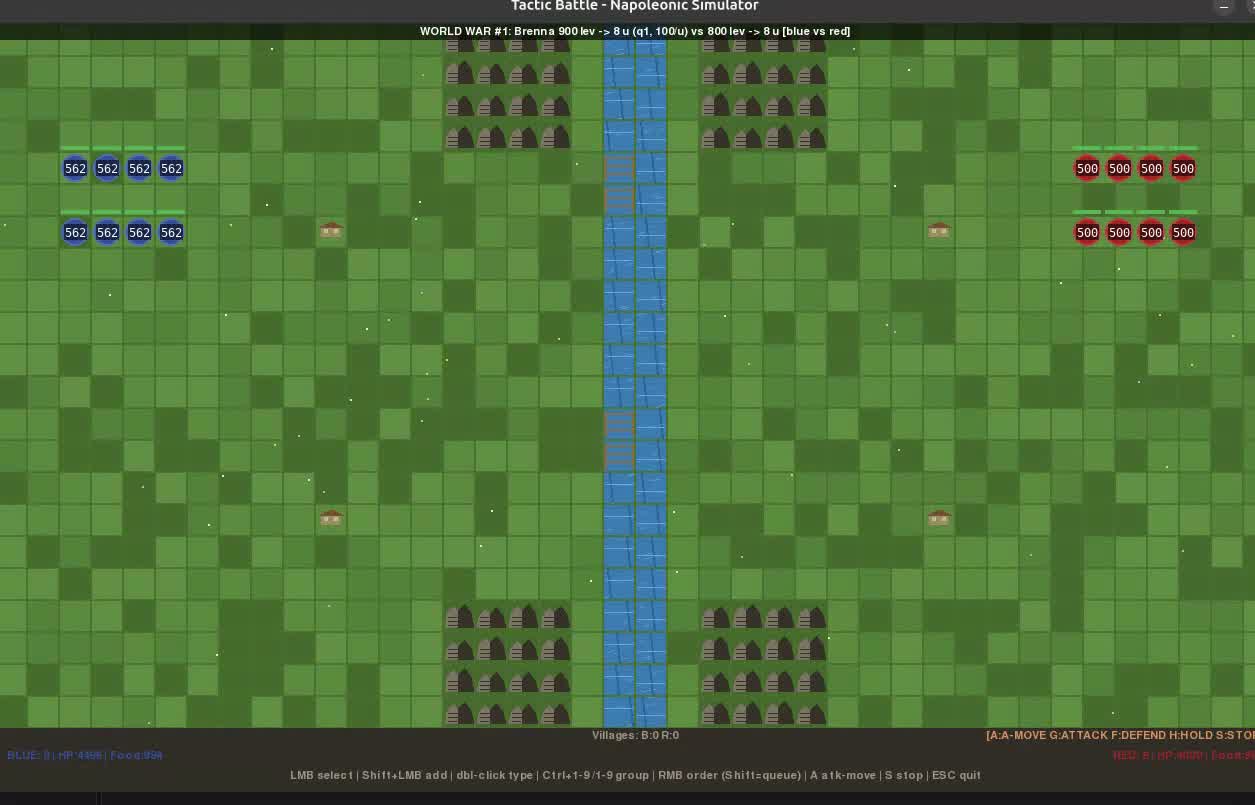 Tactic Battle - Napoleonic Simulator
WORLD WAR #1: Brenna 900 lev -> 8 u (q1, 100/u) vs 800 lev -> 8 u [blue vs red]
562 562 562 562 500 500 500 500
562 562 562 562 500 500 500 500
Villages: B:0 R:0
[A:A-MOVE G:ATTACK F:DEFEND H:HOLD S:STO
BLUE: 8 | HP:4496 | Food:994
RED: 8 | HP:4000 | Food:
LMB select | Shift+LMB add | dbl-click type | Ctrl+1-9/1-9 group | RMB order (Shift=queue) | A atk-move | S stop | ESC quit